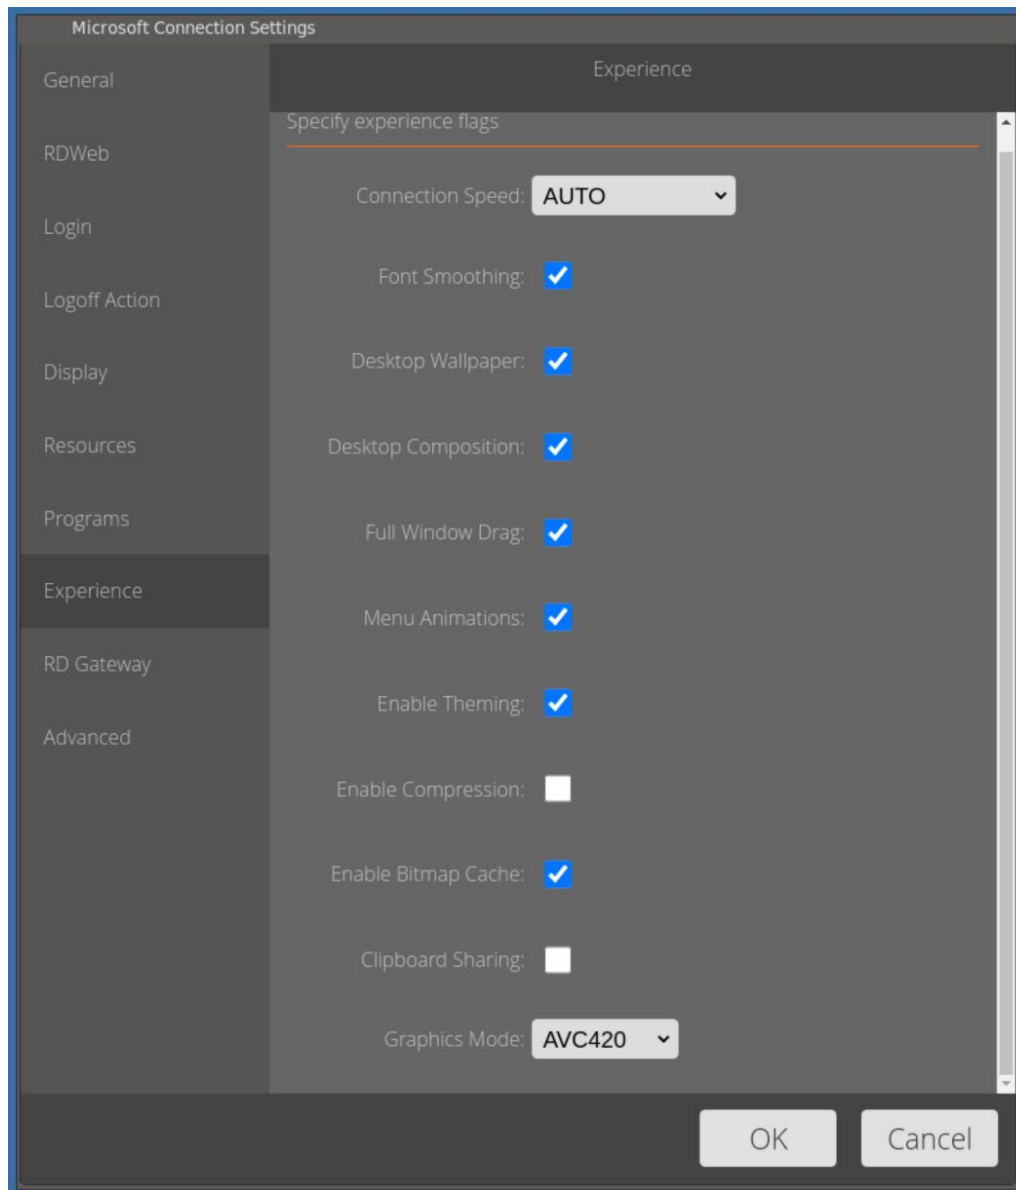 Microsoft Connection Settings
General
RDWeb
Login
Logoff Action
Display
Resources
Programs
Experience
RD Gateway
Advanced
Experience
Specify experience flags
Connection Speed: AUTO
Font Smoothing:
Desktop Wallpaper:
Desktop Composition:
Full Window Drag:
Menu Animations:
Enable Theming:
Enable Compression:
Enable Bitmap Cache:
Clipboard Sharing:
Graphics Mode: AVC420
OK Cancel